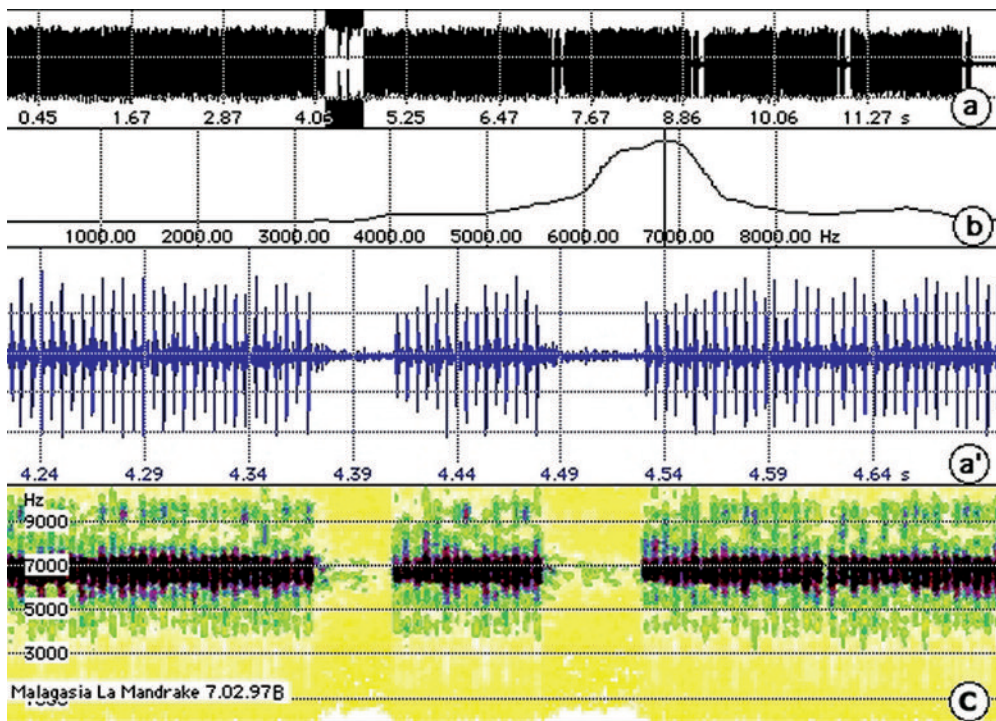 0.45 1.67 2.87 4.05 5.25 6.47 7.67 8.86 10.06 11.27 s
a
b
1000.00 2000.00 3000.00 4000.00 5000.00 6000.00 7000.00 8000.00 Hz
a'
4.24 4.29 4.34 4.39 4.44 4.49 4.54 4.59 4.64 s
Hz
9000
7000
5000
3000
Malagasia La Mandrake 7.02.97B
c